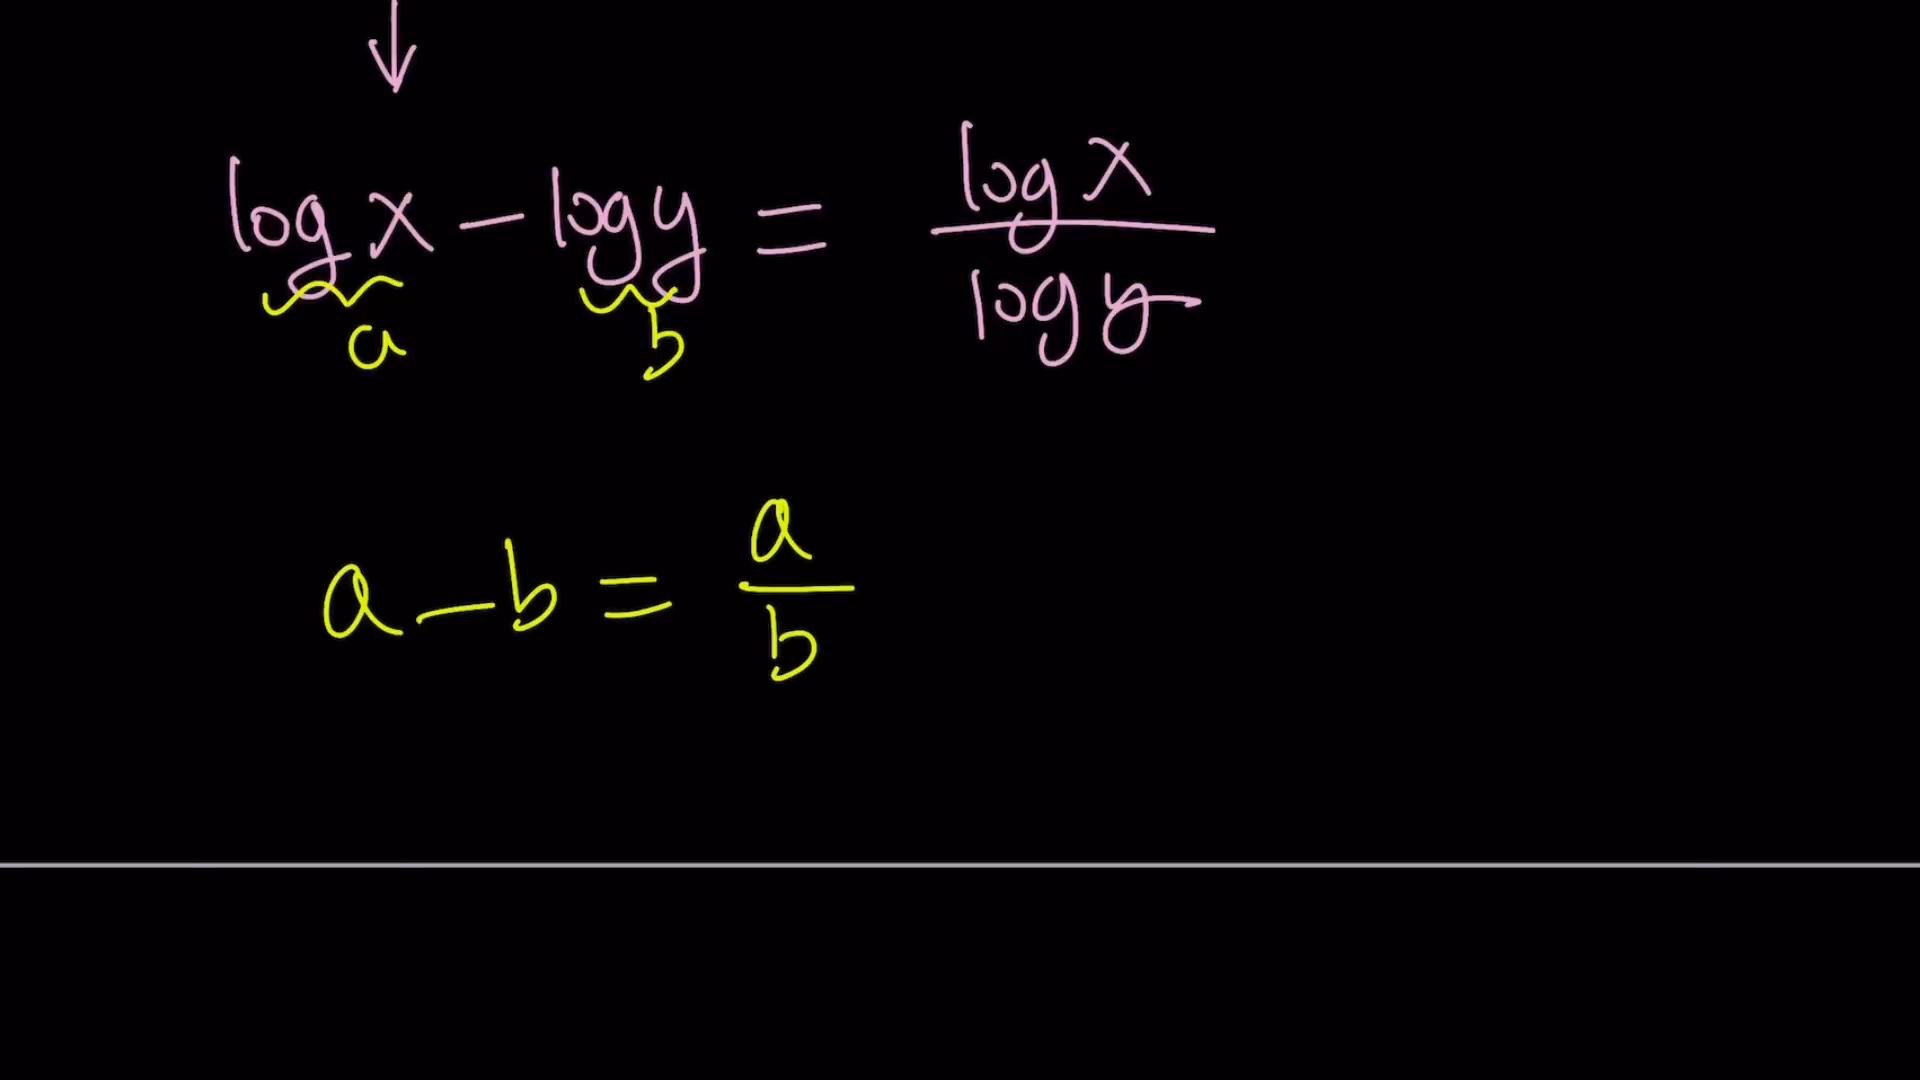 log x − log y = log x / log y
a b
a − b = a / b